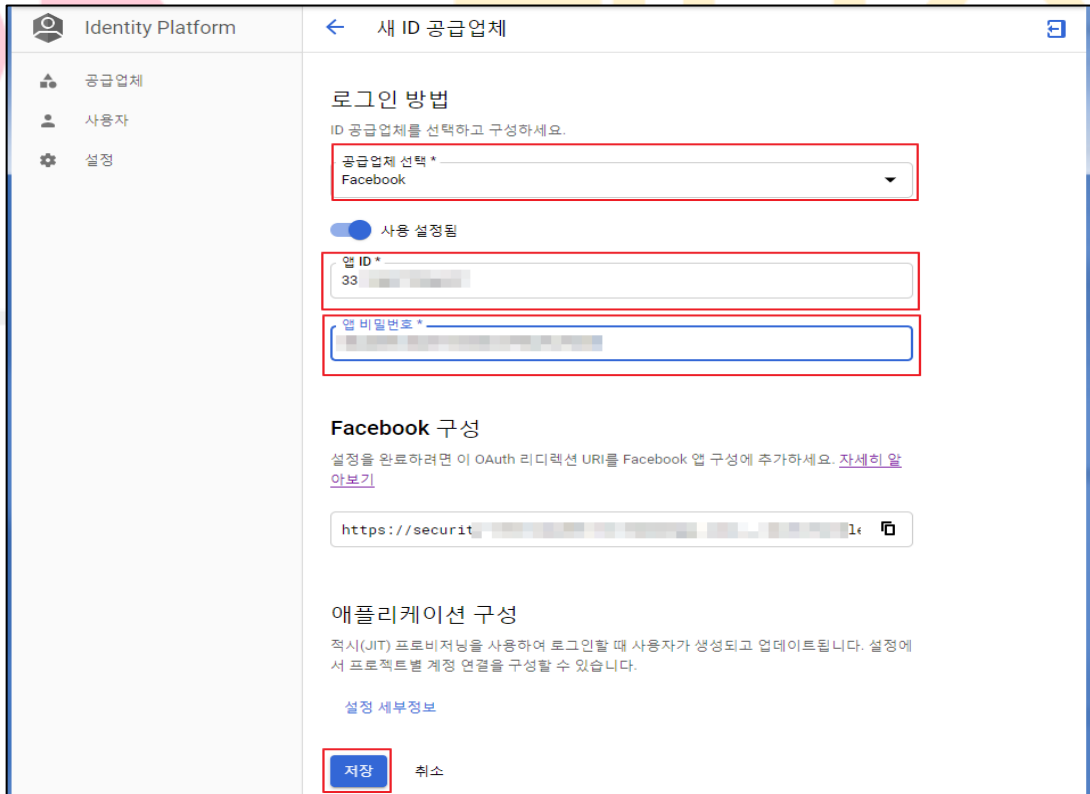 Identity Platform
새 ID 공급업체
공급업체
사용자
설정
로그인 방법
ID 공급업체를 선택하고 구성하세요.
공급업체 선택 *
Facebook
사용 설정됨
앱 ID *
33
앱 비밀번호 *
Facebook 구성
설정을 완료하려면 이 OAuth 리디렉션 URI를 Facebook 앱 구성에 추가하세요. 자세히 알
아보기
https://securit
애플리케이션 구성
적시(JIT) 프로비저닝을 사용하여 로그인할 때 사용자가 생성되고 업데이트됩니다. 설정에
서 프로젝트별 계정 연결을 구성할 수 있습니다.
설정 세부정보
저장 취소